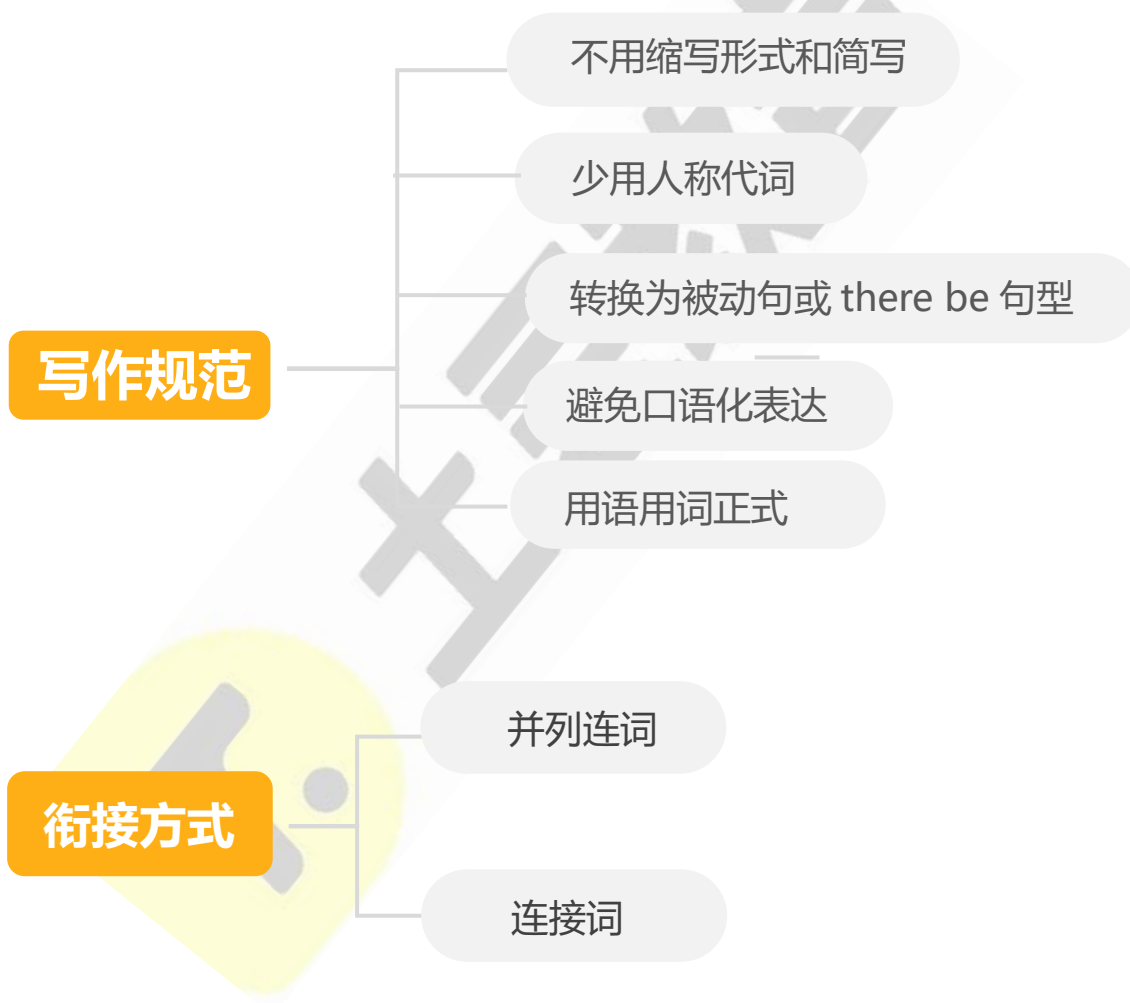 写作规范
不用缩写形式和简写
少用人称代词
转换为被动句或 there be 句型
避免口语化表达
用语用词正式
衔接方式
并列连词
连接词